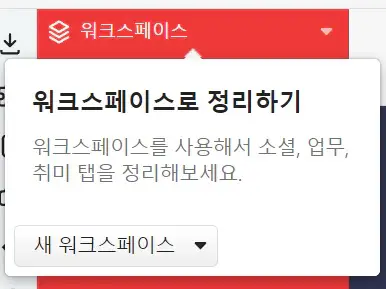 워크스페이스
워크스페이스로 정리하기
워크스페이스를 사용해서 소셜, 업무,
취미 탭을 정리해보세요.
새 워크스페이스